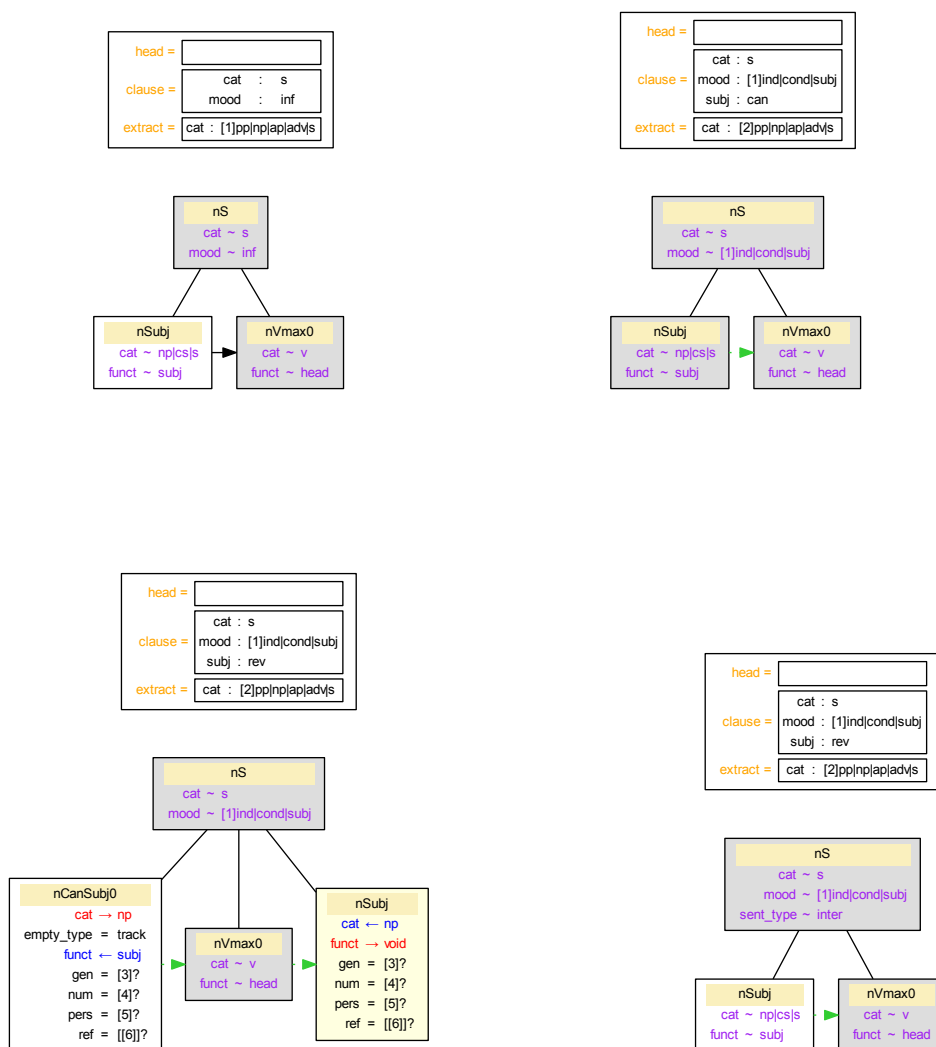 head =
clause =
cat : s
mood : inf
extract = cat : [1]pp|np|ap|adv|s
nS
cat ~ s
mood ~ inf
nSubj
cat ~ np|cs|s
funct ~ subj
nVmax0
cat ~ v
funct ~ head
head =
clause =
cat : s
mood : [1]ind|cond|subj
subj : can
extract = cat : [2]pp|np|ap|adv|s
nS
cat ~ s
mood ~ [1]ind|cond|subj
nSubj
cat ~ np|cs|s
funct ~ subj
nVmax0
cat ~ v
funct ~ head
head =
clause =
cat : s
mood : [1]ind|cond|subj
subj : rev
extract = cat : [2]pp|np|ap|adv|s
nS
cat ~ s
mood ~ [1]ind|cond|subj
nCanSubj0
cat → np
empty_type = track
funct ← subj
gen = [3]?
num = [4]?
pers = [5]?
ref = [[6]]?
nVmax0
cat ~ v
funct ~ head
nSubj
cat ← np
funct → void
gen = [3]?
num = [4]?
pers = [5]?
ref = [[6]]?
head =
clause =
cat : s
mood : [1]ind|cond|subj
subj : rev
extract = cat : [2]pp|np|ap|adv|s
nS
cat ~ s
mood ~ [1]ind|cond|subj
sent_type ~ inter
nSubj
cat ~ np|cs|s
funct ~ subj
nVmax0
cat ~ v
funct ~ head